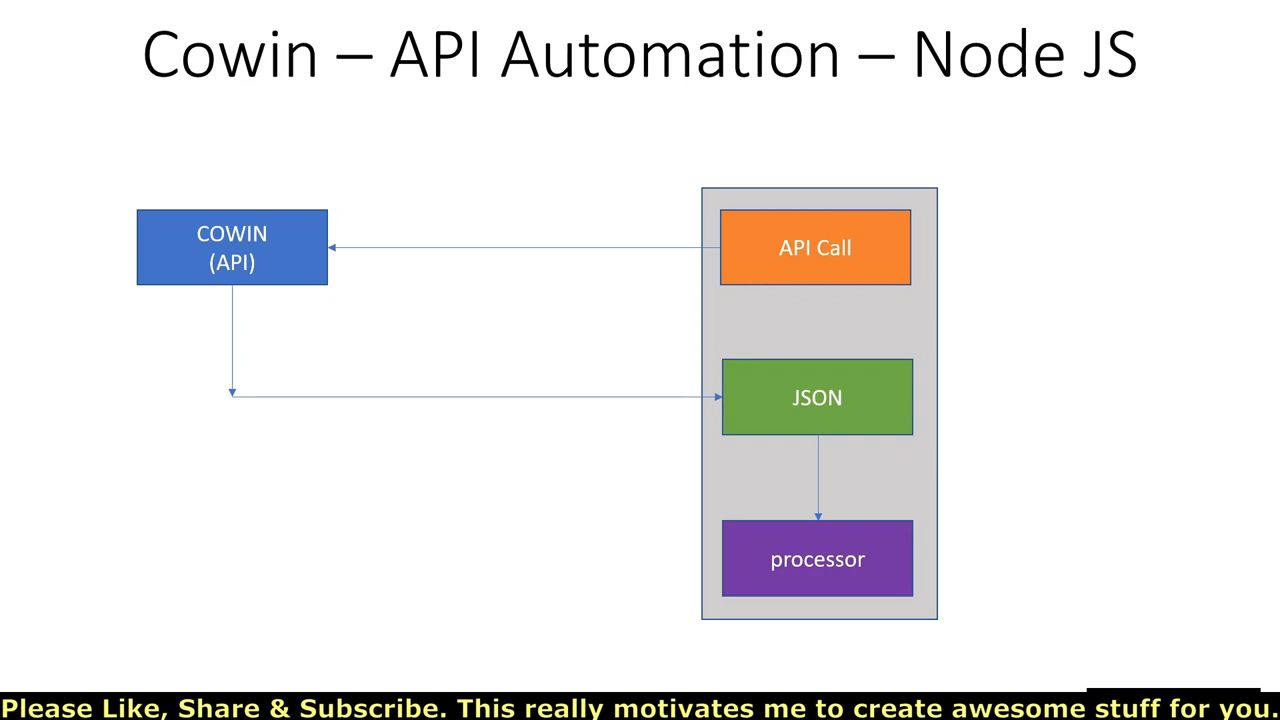 Cowin – API Automation – Node JS
COWIN
(API)
API Call
JSON
processor
Please Like, Share & Subscribe. This really motivates me to create awesome stuff for you.